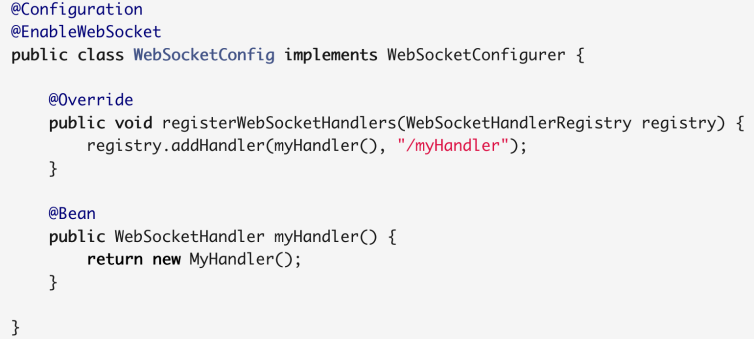 @Configuration
@EnableWebSocket
public class WebSocketConfig implements WebSocketConfigurer {
@Override
public void registerWebSocketHandlers(WebSocketHandlerRegistry registry) {
registry.addHandler(myHandler(), "/myHandler");
}
@Bean
public WebSocketHandler myHandler() {
return new MyHandler();
}
}